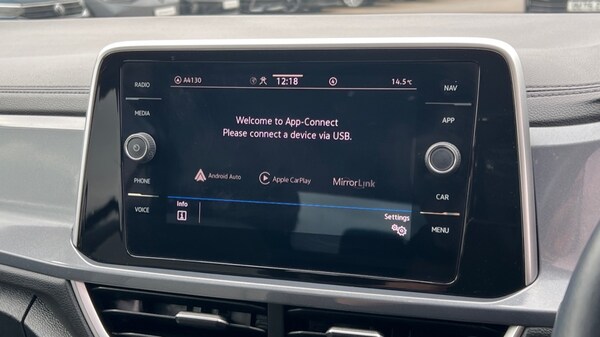 RADIO
MEDIA
PHONE
VOICE
A4130
12:18
14.5°C
Welcome to App-Connect
Please connect a device via USB.
Android Auto
Apple CarPlay
MirrorLink
Info
Settings
NAV
APP
CAR
MENU